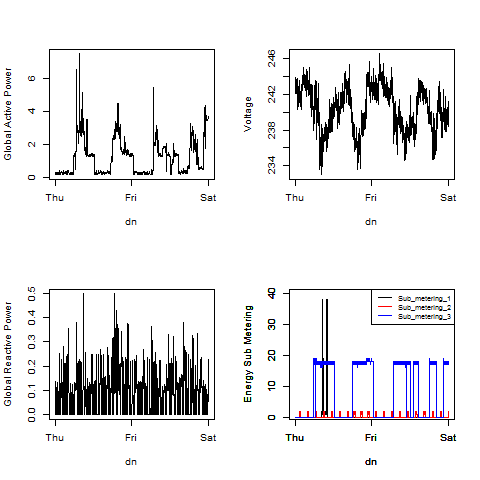 Global Active Power
6
4
2
0
Thu Fri Sat
dn
Voltage
246
242
238
234
Thu Fri Sat
dn
Global Reactive Power
0.5
0.4
0.3
0.2
0.1
0.0
Thu Fri Sat
dn
Energy Sub Metering
40
30
20
10
0
Sub_metering_1
Sub_metering_2
Sub_metering_3
Thu Fri Sat
dn